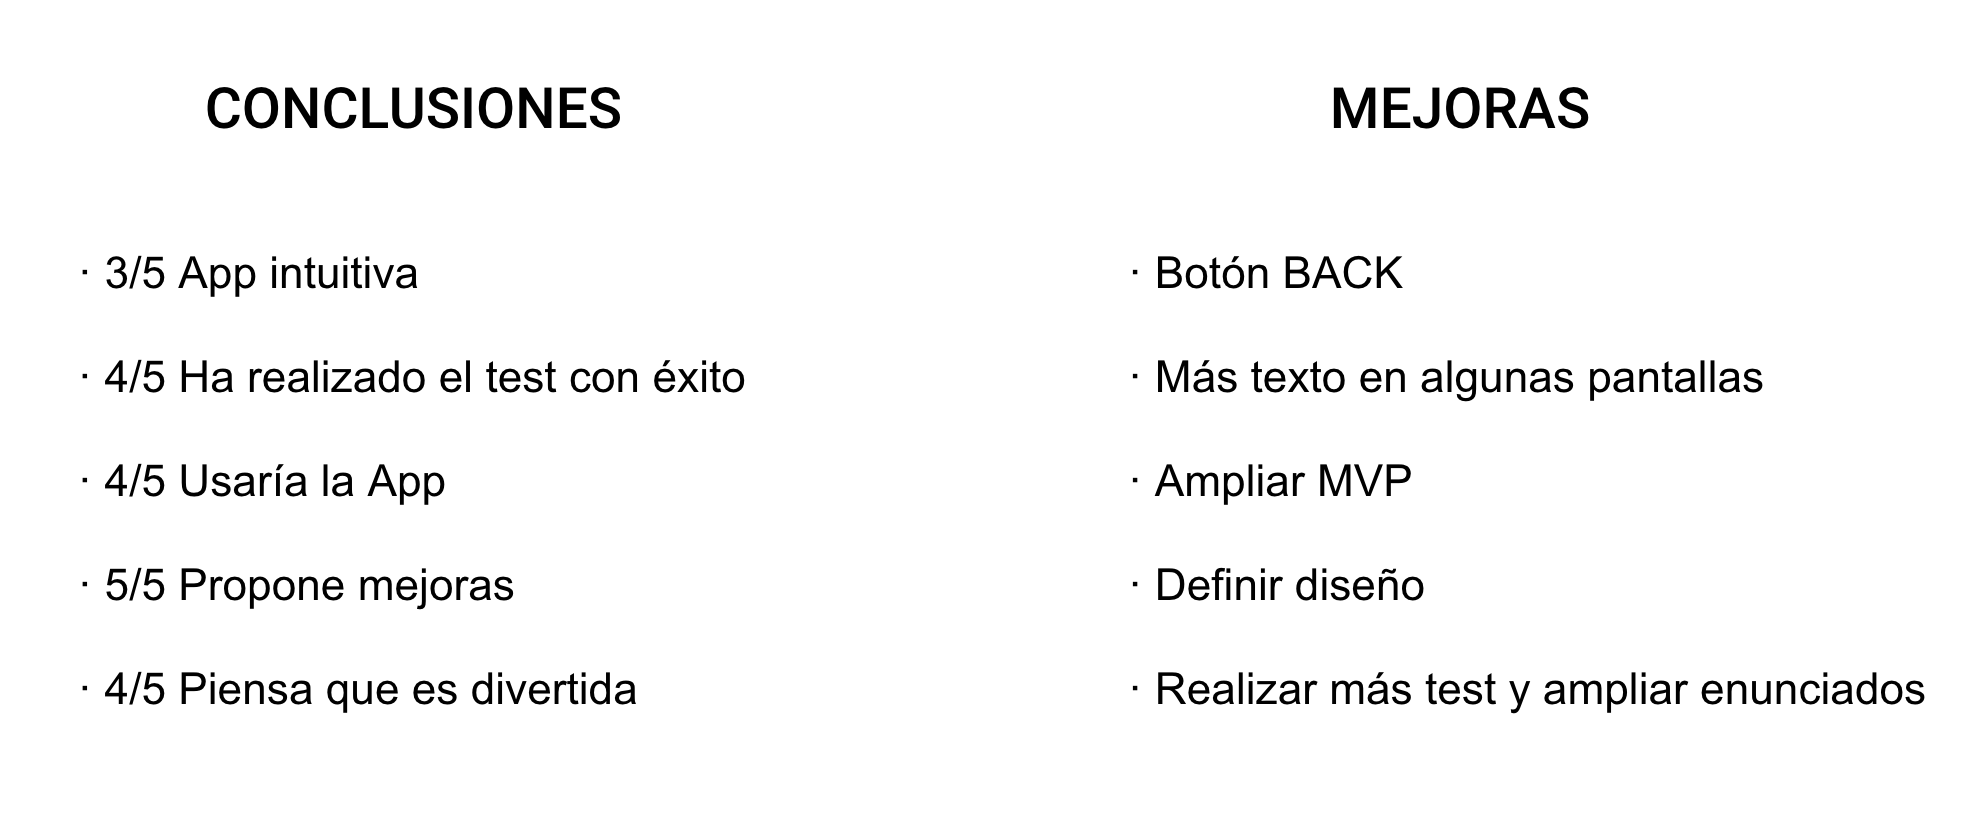 CONCLUSIONES
· 3/5 App intuitiva
· 4/5 Ha realizado el test con éxito
· 4/5 Usaría la App
· 5/5 Propone mejoras
· 4/5 Piensa que es divertida
MEJORAS
· Botón BACK
· Más texto en algunas pantallas
· Ampliar MVP
· Definir diseño
· Realizar más test y ampliar enunciados